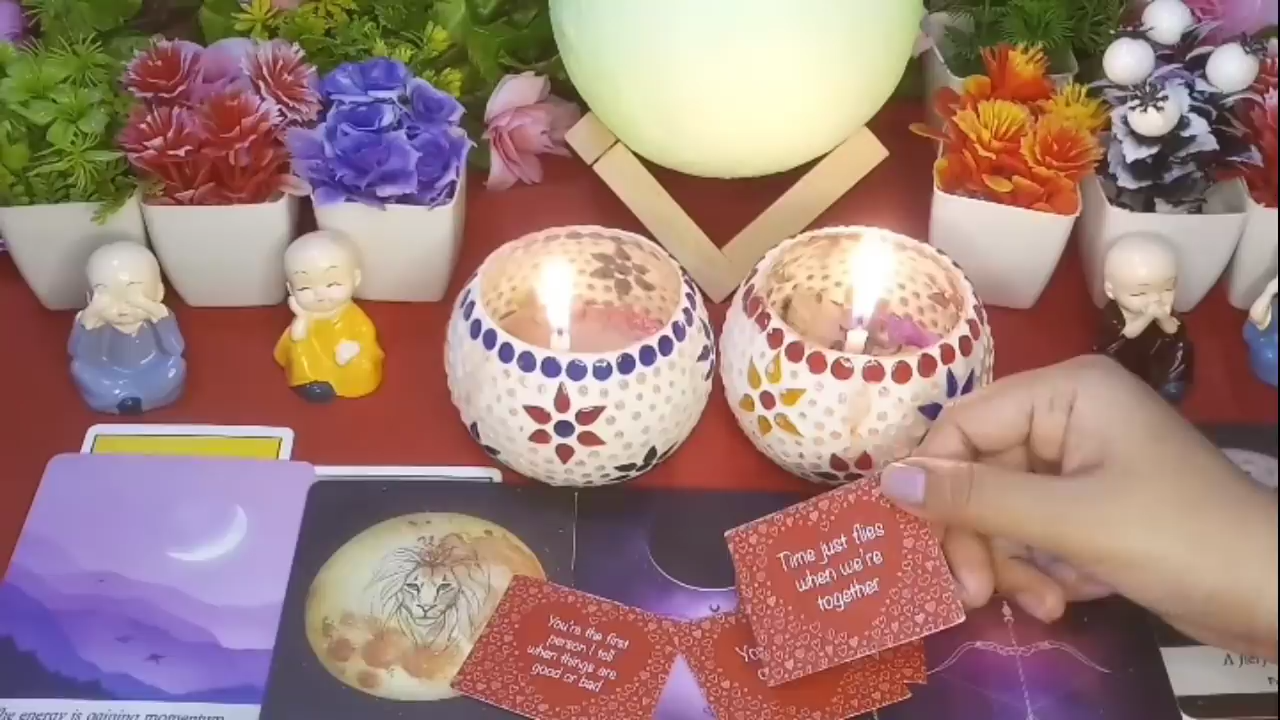 Time just flies
when we're
together
You're the first
person I tell
when things are
good or bad
The energy is gaining momentum
A fiery